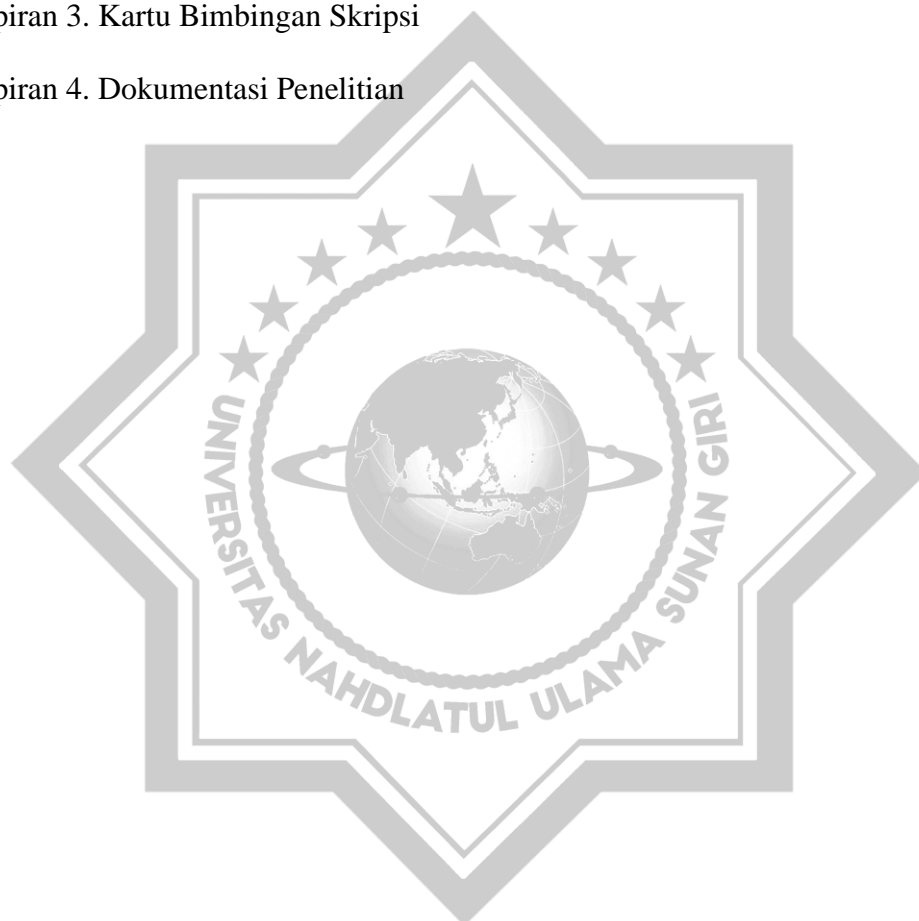 piran 3. Kartu Bimbingan Skripsi
piran 4. Dokumentasi Penelitian
UNIVERSITAS NAHDLATUL ULAMA SUNAN GIRI